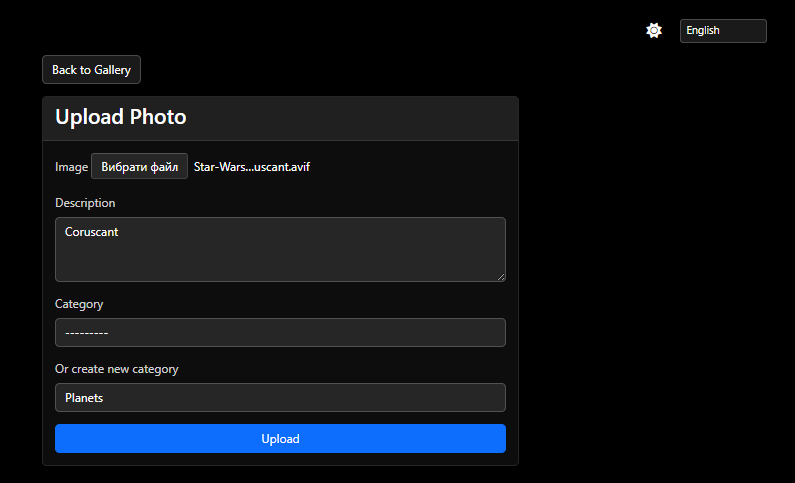 English
Back to Gallery
Upload Photo
Image Вибрати файл Star-Wars...uscant.avif
Description
Coruscant
Category
---------
Or create new category
Planets
Upload